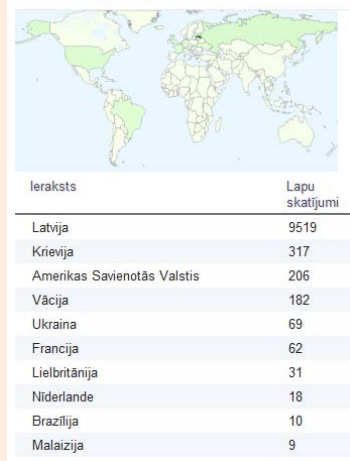 Ieraksts Lapu
skatījumi
Latvija 9519
Krievija 317
Amerikas Savienotās Valstis 206
Vācija 182
Ukraina 69
Francija 62
Lielbritānija 31
Nīderlande 18
Brazīlija 10
Malaizija 9